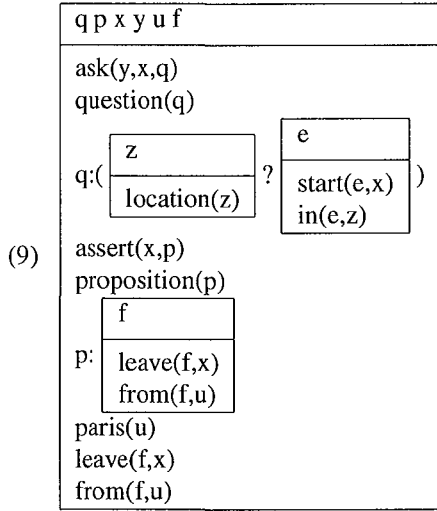 q p x y u f
ask(y,x,q)
question(q)
q:( z ? e )
location(z) start(e,x)
in(e,z)
(9) assert(x,p)
proposition(p)
f
p: leave(f,x)
from(f,u)
paris(u)
leave(f,x)
from(f,u)